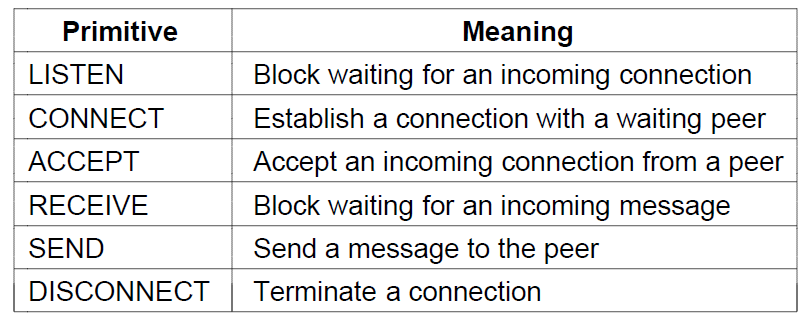 Primitive Meaning
LISTEN Block waiting for an incoming connection
CONNECT Establish a connection with a waiting peer
ACCEPT Accept an incoming connection from a peer
RECEIVE Block waiting for an incoming message
SEND Send a message to the peer
DISCONNECT Terminate a connection